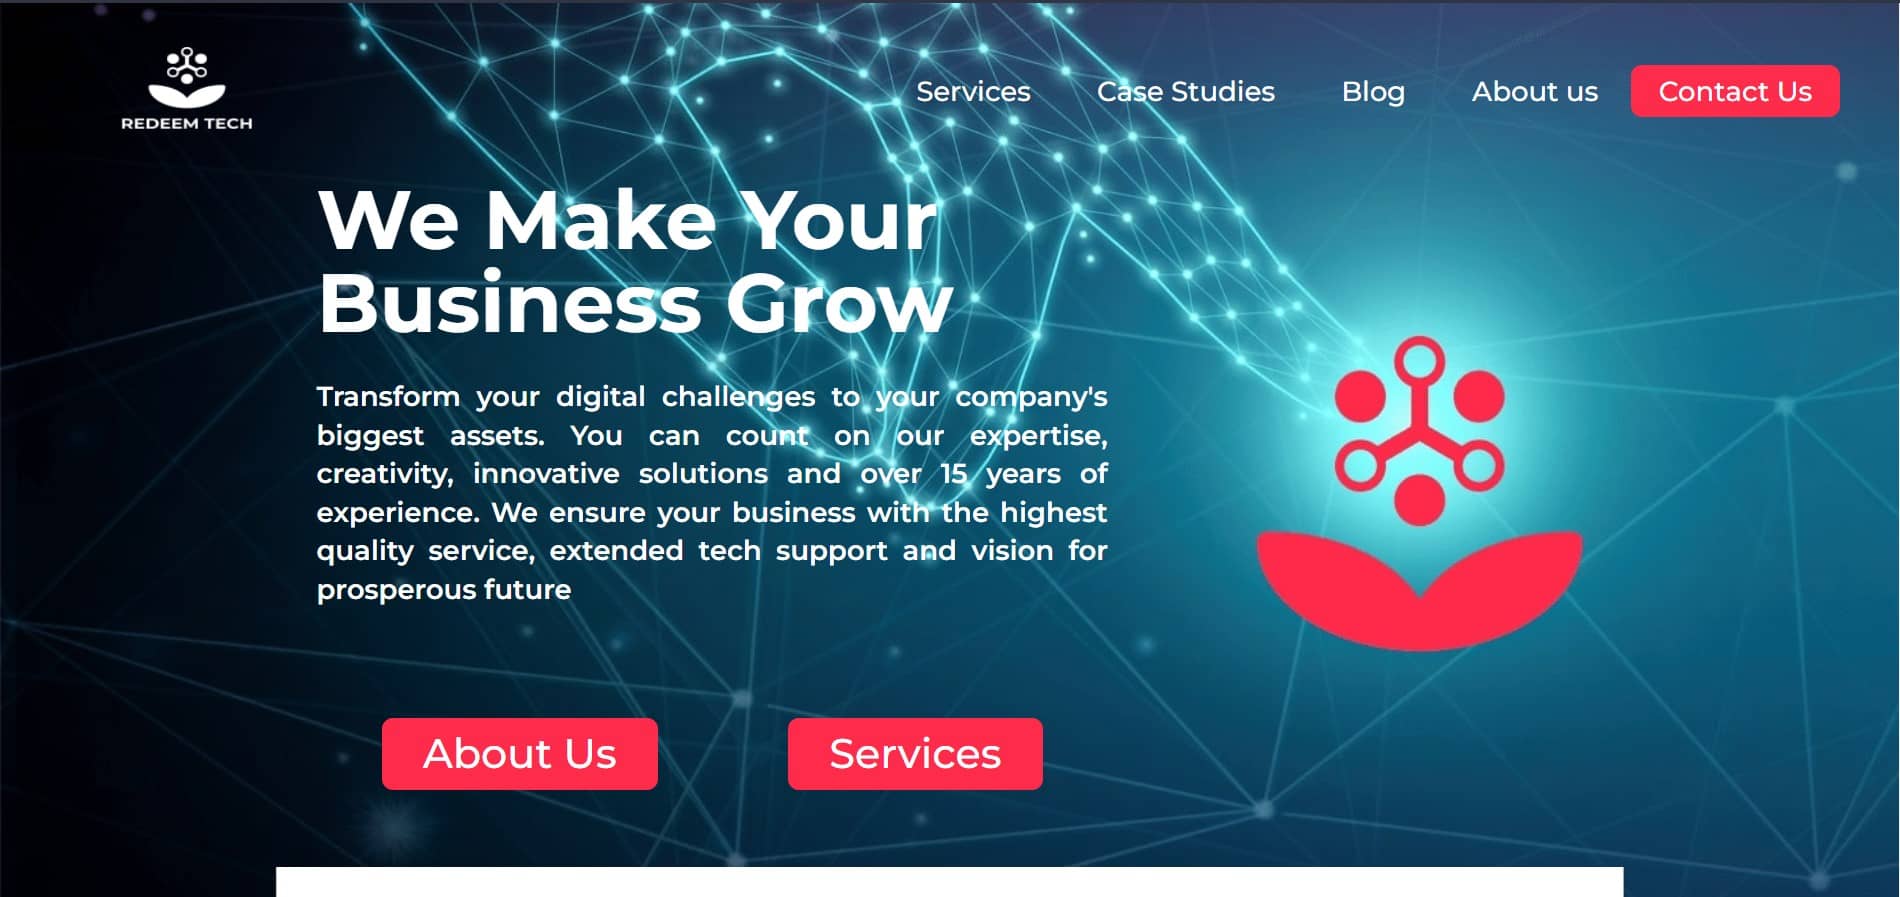 REDEEM TECH
Services
Case Studies
Blog
About us
Contact Us
We Make Your
Business Grow
Transform your digital challenges to your company's
biggest assets. You can count on our expertise,
creativity, innovative solutions and over 15 years of
experience. We ensure your business with the highest
quality service, extended tech support and vision for
prosperous future
About Us
Services